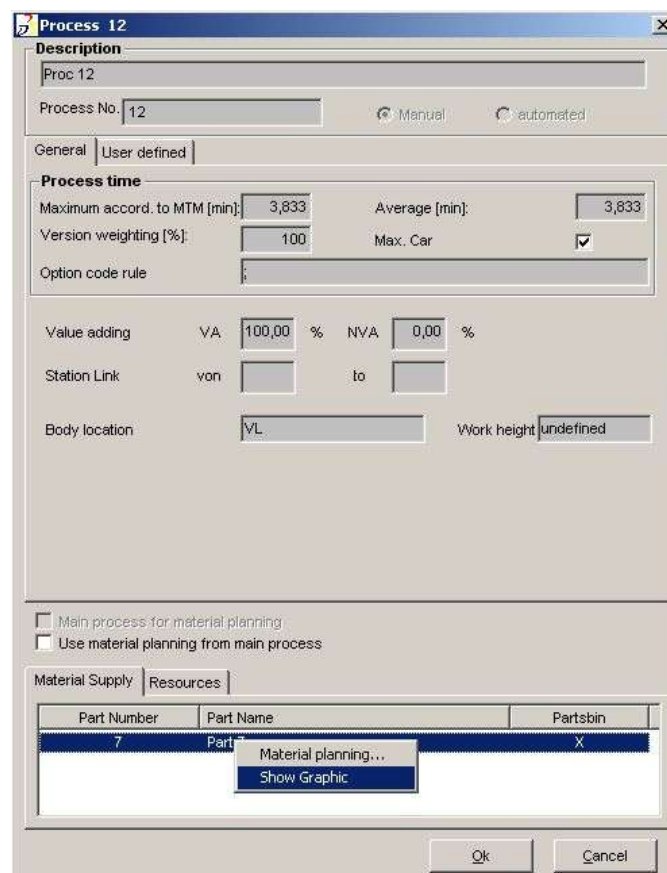 Process 12
Description
Proc 12
Process No. 12 Manual automated
General User defined
Process time
Maximum accord. to MTM [min]: 3,833 Average [min]: 3,833
Version weighting [%]: 100 Max. Car
Option code rule ;
Value adding VA 100,00 % NVA 0,00 %
Station Link von to
Body location VL Work height undefined
Main process for material planning
Use material planning from main process
Material Supply Resources
Part Number Part Name Partsbin
7 Part 7 X
Material planning...
Show Graphic
Ok Cancel